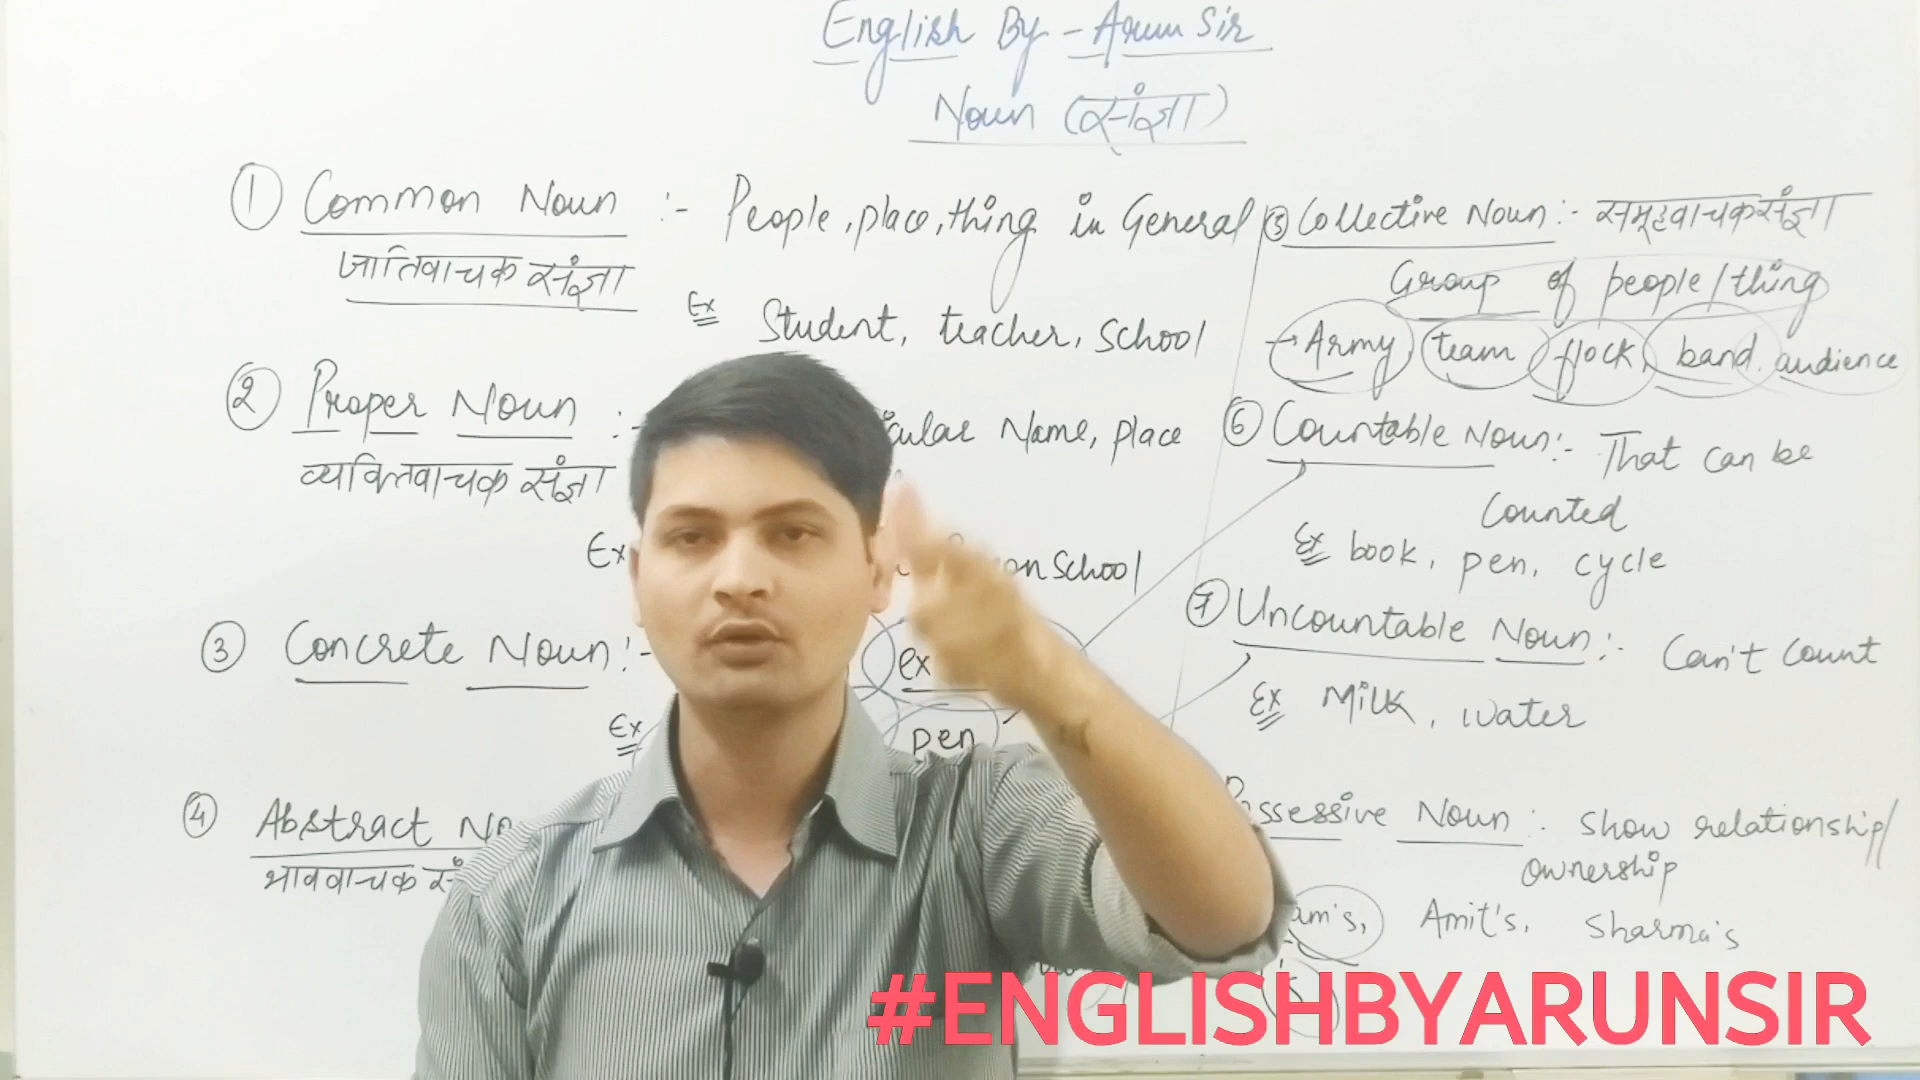 English By - Arun Sir
Noun (संज्ञा)
① Common Noun :- People, place, thing in General
जातिवाचक संज्ञा
Ex Student, teacher, School
② Proper Noun :- Name, place
व्यक्तिवाचक संज्ञा
Ex School
③ Concrete Noun :- ex
Ex pen
④ Abstract
भाववाचक
⑤ Collective Noun :- समूहवाचक संज्ञा
Group of people/thing
→ Army, team, flock, band, audience
⑥ Countable Noun :- That can be
Counted
Ex book, pen, cycle
⑦ Uncountable Noun :- Can't Count
Ex Milk, water
Noun :- Show relationship/
Ownership
Amit's, Sharma's
's
#ENGLISHBYARUNSIR